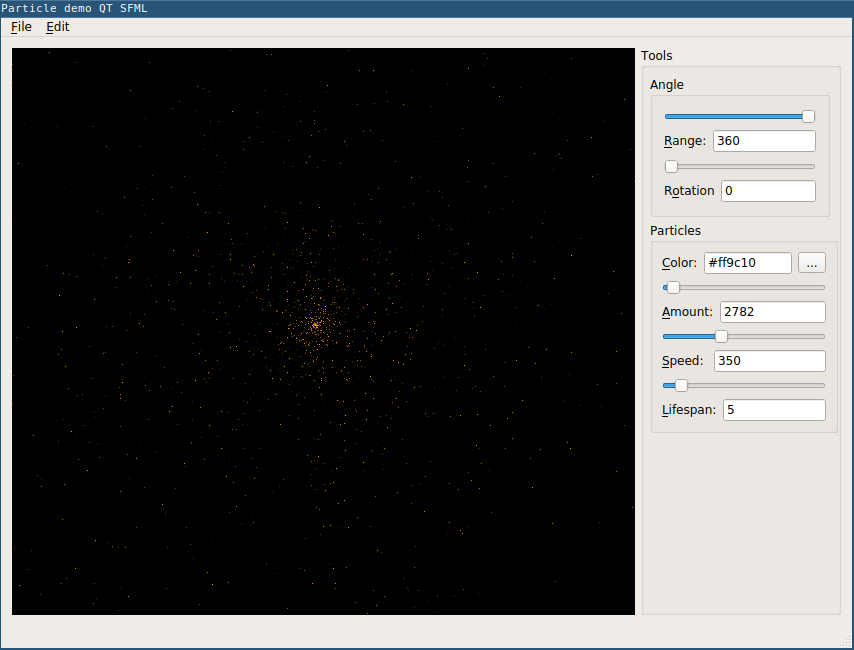 Particle demo QT SFML
File Edit
Tools
Angle
Range: 360
Rotation 0
Particles
Color: #ff9c10 ...
Amount: 2782
Speed: 350
Lifespan: 5